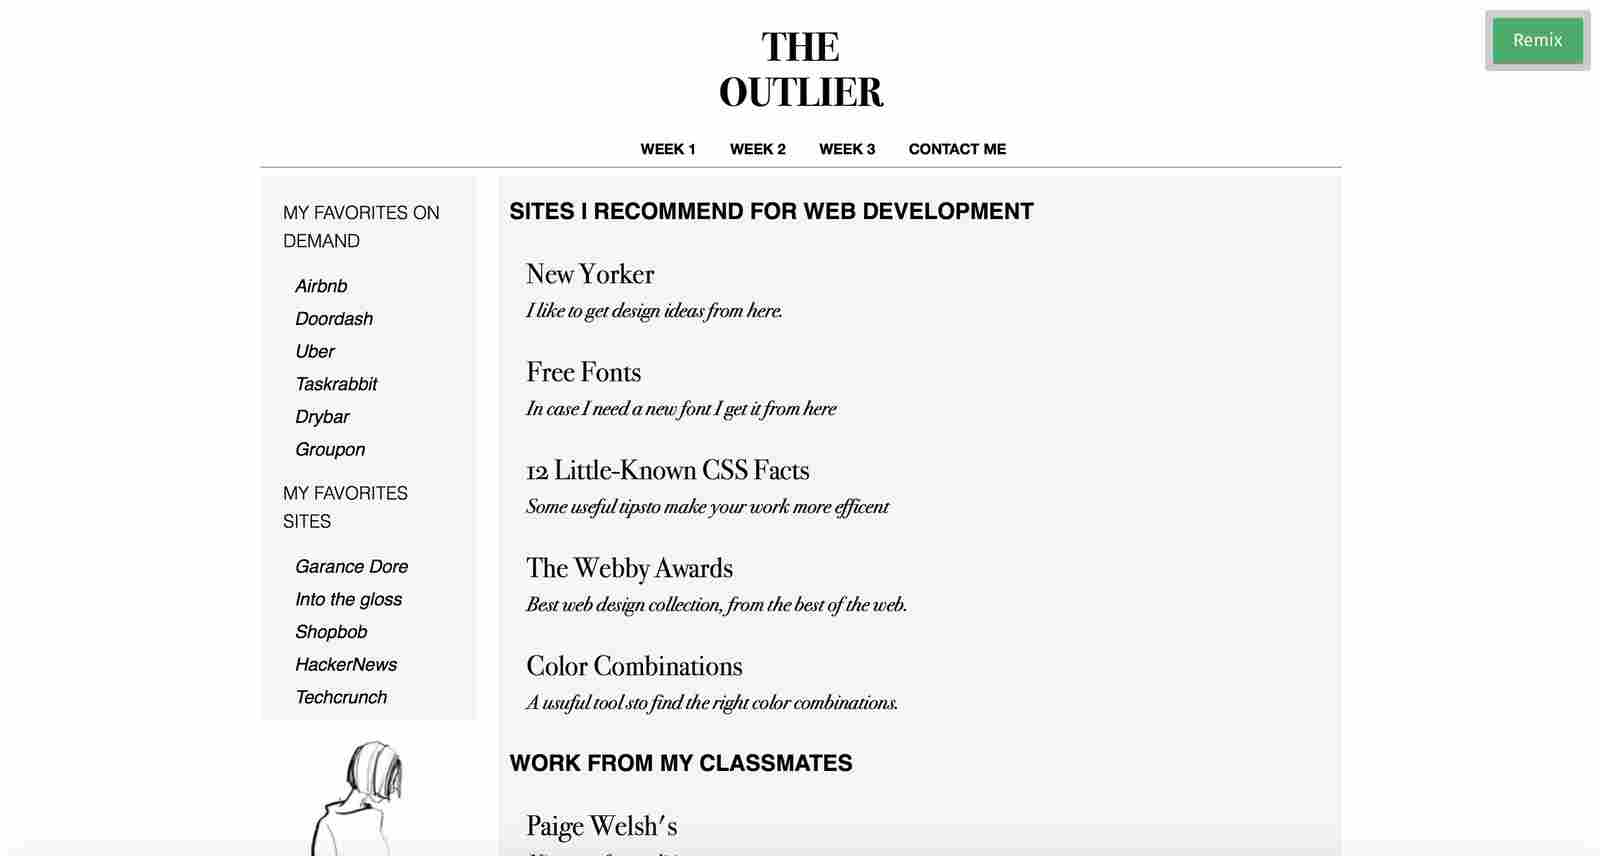 THE
OUTLIER
Remix
WEEK 1 WEEK 2 WEEK 3 CONTACT ME
MY FAVORITES ON
DEMAND
Airbnb
Doordash
Uber
Taskrabbit
Drybar
Groupon
MY FAVORITES
SITES
Garance Dore
Into the gloss
Shopbob
HackerNews
Techcrunch
SITES I RECOMMEND FOR WEB DEVELOPMENT
New Yorker
I like to get design ideas from here.
Free Fonts
In case I need a new font I get it from here
12 Little-Known CSS Facts
Some useful tipsto make your work more efficent
The Webby Awards
Best web design collection, from the best of the web.
Color Combinations
A usuful tool sto find the right color combinations.
WORK FROM MY CLASSMATES
Paige Welsh's